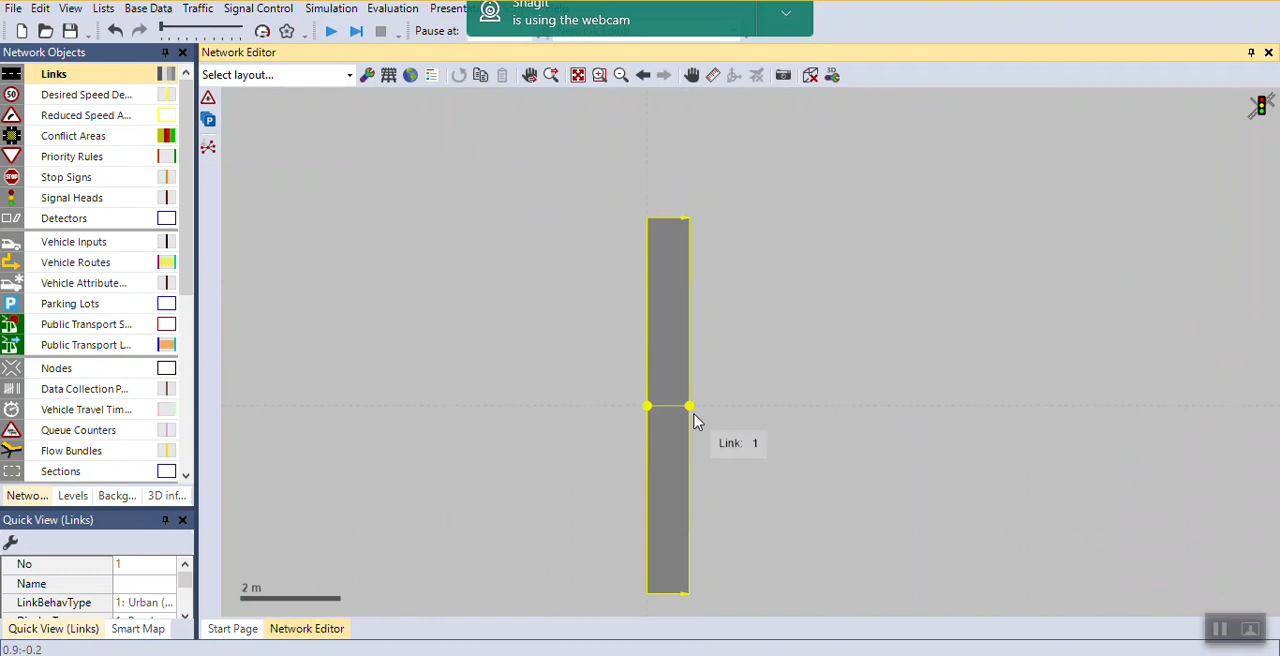 Snagit
is using the webcam
File Edit View Lists Base Data Traffic Signal Control Simulation Evaluation
Pause at:
Network Objects
Network Editor
Links
Select layout...
3D
50
Desired Speed De...
Reduced Speed A...
Conflict Areas
P
Priority Rules
STOP
Stop Signs
Signal Heads
Detectors
Vehicle Inputs
Vehicle Routes
Vehicle Attribute...
P
Parking Lots
Public Transport S...
Public Transport L...
Nodes
Data Collection P...
Vehicle Travel Tim...
Queue Counters
Flow Bundles
Sections
Link: 1
Netwo... Levels Backg... 3D inf...
Quick View (Links)
No 1
Name
LinkBehavType 1: Urban (...
2 m
Quick View (Links) Smart Map
Start Page Network Editor
0.9:-0.2